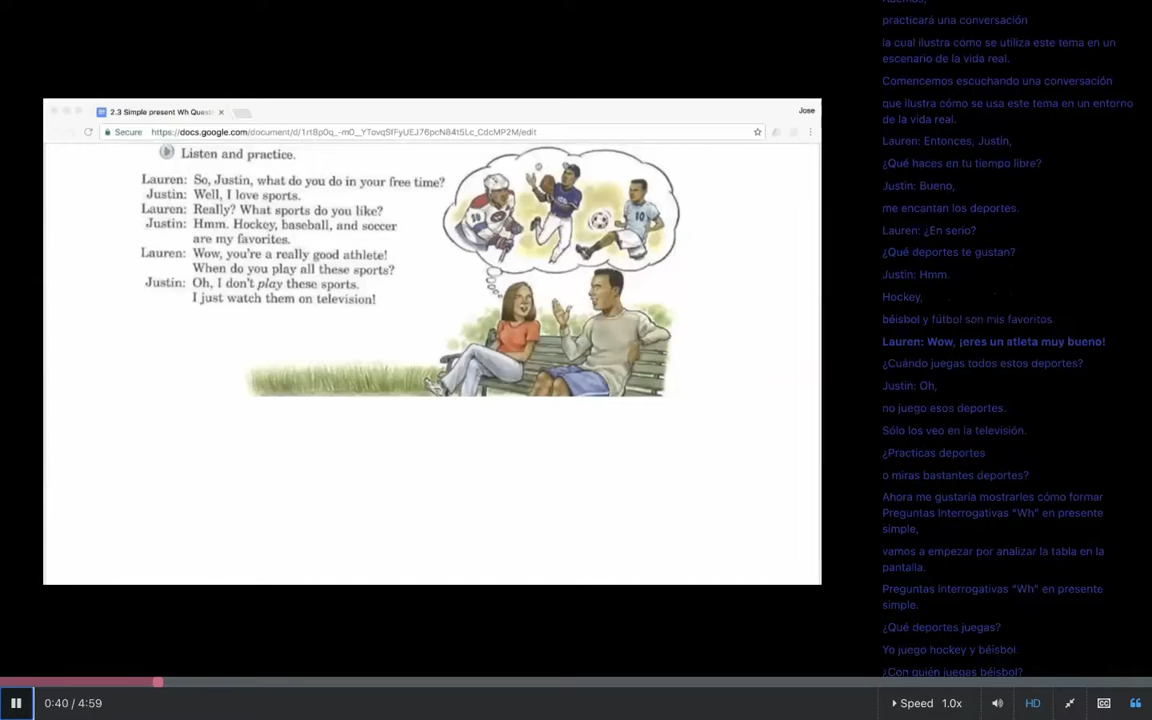 2.3 Simple present Wh Quest
Jose
Secure
https://docs.google.com/document/d/1rt8p0q_-m0__YTovqSfFyUEJ76pcN84t5Lc_CdcMP2M/edit
Listen and practice.
Lauren: So, Justin, what do you do in your free time?
Justin: Well, I love sports.
Lauren: Really? What sports do you like?
Justin: Hmm. Hockey, baseball, and soccer
are my favorites.
Lauren: Wow, you're a really good athlete!
When do you play all these sports?
Justin: Oh, I don't play these sports.
I just watch them on television!
10
10
0:40 / 4:59
Además,
practicará una conversación
la cual ilustra cómo se utiliza este tema en un
escenario de la vida real.
Comencemos escuchando una conversación
que ilustra cómo se usa este tema en un entorno
de la vida real.
Lauren: Entonces, Justin,
¿Qué haces en tu tiempo libre?
Justin: Bueno,
me encantan los deportes.
Lauren: ¿En serio?
¿Qué deportes te gustan?
Justin: Hmm.
Hockey,
béisbol y fútbol son mis favoritos.
Lauren: Wow, ¡eres un atleta muy bueno!
¿Cuándo juegas todos estos deportes?
Justin: Oh,
no juego esos deportes.
Sólo los veo en la televisión.
¿Practicas deportes
o miras bastantes deportes?
Ahora me gustaría mostrarles cómo formar
Preguntas Interrogativas "Wh" en presente
simple,
vamos a empezar por analizar la tabla en la
pantalla.
Preguntas Interrogativas "Wh" en presente
simple.
¿Qué deportes juegas?
Yo juego hockey y béisbol.
¿Con quién juegas béisbol?
Speed 1.0x
HD